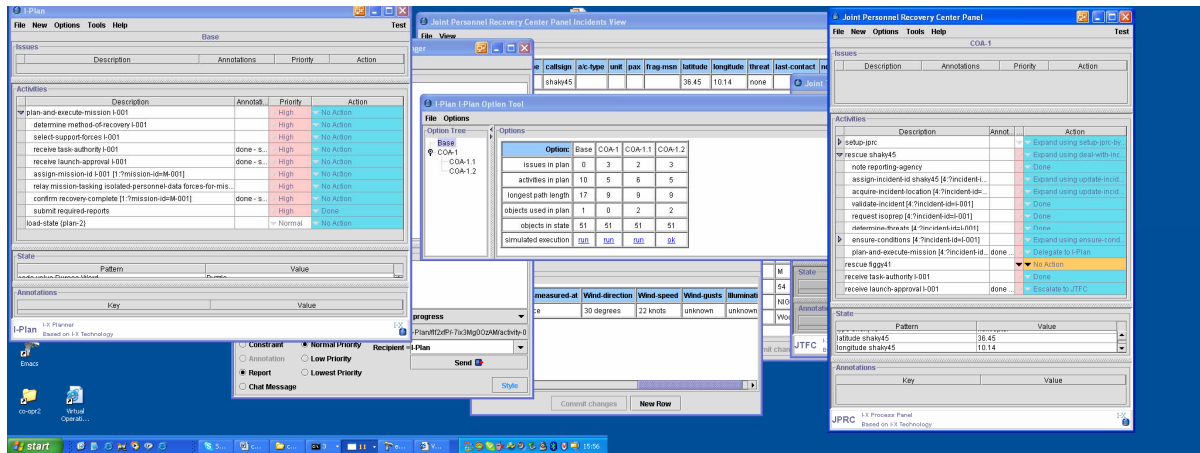 I-Plan
File New Options Tools Help Test
Base
Issues
Description Annotations Priority Action
Activities
Description Annotati... Priority Action
plan-and-execute-mission I-001 High No Action
determine method-of-recovery I-001 High No Action
select-support-forces I-001 High No Action
receive task-authority I-001 done - s... High No Action
receive launch-approval I-001 done - s... High No Action
assign-mission-id I-001 [1:?mission-id=M-001] High No Action
relay mission-tasking isolated-personnel-data forces-for-mis... High No Action
confirm recovery-complete [1:?mission-id=M-001] done - s... High No Action
submit required-reports High Done
load-state (plan-2) Normal No Action
State
Pattern Value
Annotations
Key Value
I-Plan I-X Planner
Based on I-X Technology
I-X
Joint Personnel Recovery Center Panel Incidents View
File View
callsign a/c-type unit pax frag-msn latitude longitude threat last-contact
shaky45 36.45 10.14 none
I-Plan I-Plan Option Tool
File Options
Option Tree
Base
COA-1
COA-1.1
COA-1.2
Options
Option: Base COA-1 COA-1.1 COA-1.2
issues in plan 0 3 2 3
activities in plan 10 5 6 5
longest path length 17 9 9 9
objects used in plan 1 0 2 2
objects in state 51 51 51 51
simulated execution run run run ok
progress
Constraint Normal Priority Recipient I-Plan
Annotation Low Priority Send
Report Lowest Priority
Chat Message Style
measured-at Wind-direction Wind-speed Wind-gusts
30 degrees 22 knots unknown unknown
Commit changes New Row
M
54
State
JTFC
Joint Personnel Recovery Center Panel
File New Options Tools Help Test
COA-1
Issues
Description Annotations Priority Action
Activities
Description Annot... ... Action
setup-jprc Expand using setup-jprc-by...
rescue shaky45 Expand using deal-with-inc...
note reporting-agency Done
assign-incident-id shaky45 [4:?incident-i... Expand using update-incid...
acquire-incident-location [4:?incident-id=... Expand using update-incid...
validate-incident [4:?incident-id=I-001] Done
request isoprep [4:?incident-id=I-001] Done
determine-threats [4:?incident-id=I-001] Done
ensure-conditions [4:?incident-id=I-001] Expand using ensure-cond...
plan-and-execute-mission [4:?incident-id... done ... Delegate to I-Plan
rescue figgy41 No Action
receive task-authority I-001 Done
receive launch-approval I-001 done ... Escalate to JTFC
State
Pattern Value
latitude shaky45 36.45
longitude shaky45 10.14
Annotations
Key Value
JPRC I-X Process Panel
Based on I-X Technology
I-X
Emacs
co-opr2
Virtual
Operati...
start 15:56